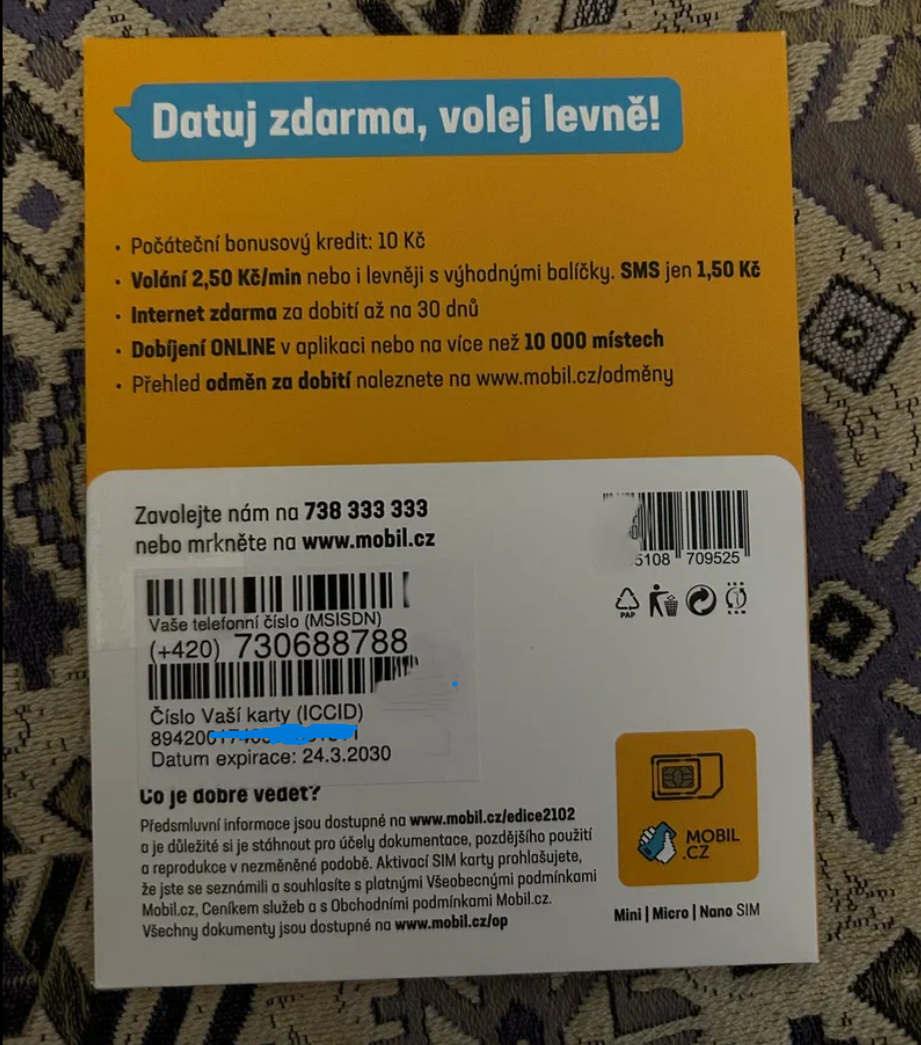 Datuj zdarma, volej levně!
• Počáteční bonusový kredit: 10 Kč
• Volání 2,50 Kč/min nebo i levněji s výhodnými balíčky. SMS jen 1,50 Kč
• Internet zdarma za dobití až na 30 dnů
• Dobíjení ONLINE v aplikaci nebo na více než 10 000 místech
• Přehled odměn za dobití naleznete na www.mobil.cz/odměny
Zavolejte nám na 738 333 333
nebo mrkněte na www.mobil.cz
5108 709525
Vaše telefonní číslo (MSISDN)
(+420) 730688788
PAP
Číslo Vaší karty (ICCID)
894200
Datum expirace: 24.3.2030
Co je dobré vědět?
Předsmluvní informace jsou dostupné na www.mobil.cz/edice2102
a je důležité si je stáhnout pro účely dokumentace, pozdějšího použití
a reprodukce v nezměněné podobě. Aktivací SIM karty prohlašujete,
že jste se seznámili a souhlasíte s platnými Všeobecnými podmínkami
Mobil.cz, Ceníkem služeb a s Obchodními podmínkami Mobil.cz.
Všechny dokumenty jsou dostupné na www.mobil.cz/op
MOBIL
.CZ
Mini | Micro | Nano SIM